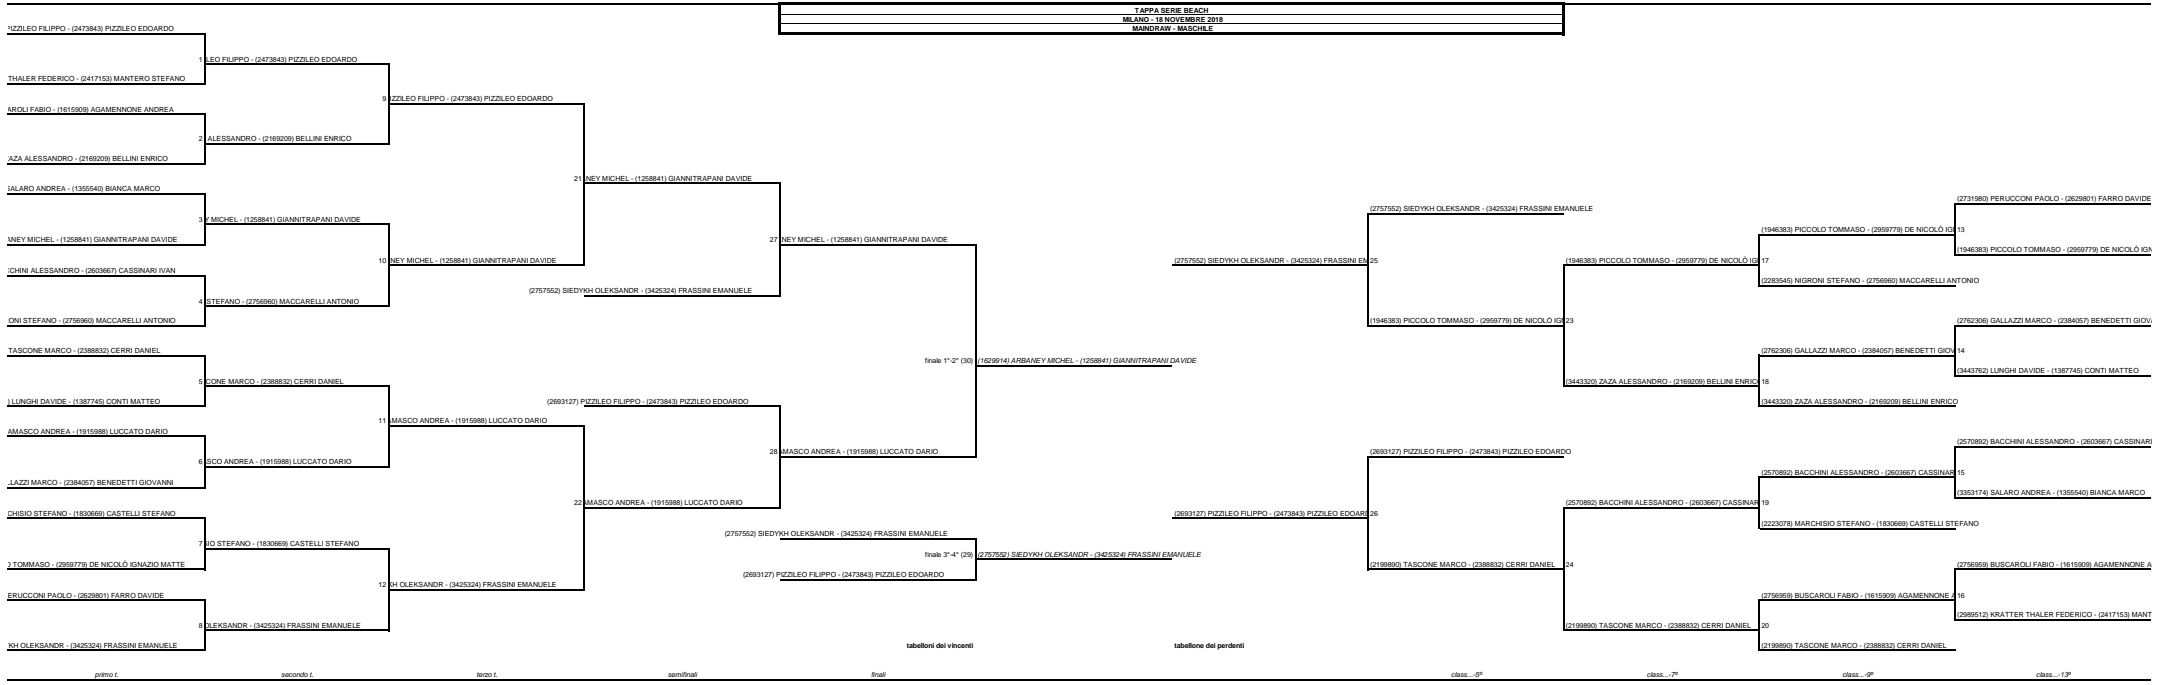 TAPPA SERIE BEACH
MILANO - 18 NOVEMBRE 2018
MAINDRAW - MASCHILE
PIZZILEO FILIPPO - (2473843) PIZZILEO EDOARDO
THALER FEDERICO - (2417153) MANTERO STEFANO
AROLI FABIO - (1615909) AGAMENNONE ANDREA
AZA ALESSANDRO - (2169209) BELLINI ENRICO
SALARO ANDREA - (1355540) BIANCA MARCO
ANEY MICHEL - (1258841) GIANNITRAPANI DAVIDE
CHINI ALESSANDRO - (2603667) CASSINARI IVAN
ONI STEFANO - (2756960) MACCARELLI ANTONIO
TASCONE MARCO - (2388832) CERRI DANIEL
) LUNGHI DAVIDE - (1387745) CONTI MATTEO
AMASCO ANDREA - (1915988) LUCCATO DARIO
LAZZI MARCO - (2384057) BENEDETTI GIOVANNI
CHISIO STEFANO - (1830669) CASTELLI STEFANO
O TOMMASO - (2959779) DE NICOLÒ IGNAZIO MATTE
ERUCCONI PAOLO - (2629801) FARRO DAVIDE
KH OLEKSANDR - (3425324) FRASSINI EMANUELE
primo t.
1 LEO FILIPPO - (2473843) PIZZILEO EDOARDO
2 ALESSANDRO - (2169209) BELLINI ENRICO
3 Y MICHEL - (1258841) GIANNITRAPANI DAVIDE
4 STEFANO - (2756960) MACCARELLI ANTONIO
5 CONE MARCO - (2388832) CERRI DANIEL
6 SCO ANDREA - (1915988) LUCCATO DARIO
7 IO STEFANO - (1830669) CASTELLI STEFANO
8 OLEKSANDR - (3425324) FRASSINI EMANUELE
secondo t.
9 IZZILEO FILIPPO - (2473843) PIZZILEO EDOARDO
10 NEY MICHEL - (1258841) GIANNITRAPANI DAVIDE
11 AMASCO ANDREA - (1915988) LUCCATO DARIO
12 KH OLEKSANDR - (3425324) FRASSINI EMANUELE
terzo t.
21 NEY MICHEL - (1258841) GIANNITRAPANI DAVIDE
(2757552) SIEDYKH OLEKSANDR - (3425324) FRASSINI EMANUELE
(2693127) PIZZILEO FILIPPO - (2473843) PIZZILEO EDOARDO
22 AMASCO ANDREA - (1915988) LUCCATO DARIO
semifinali
27 NEY MICHEL - (1258841) GIANNITRAPANI DAVIDE
28 AMASCO ANDREA - (1915988) LUCCATO DARIO
(2757552) SIEDYKH OLEKSANDR - (3425324) FRASSINI EMANUELE
(2693127) PIZZILEO FILIPPO - (2473843) PIZZILEO EDOARDO
finali
finale 1°-2° (30) (1629914) ARBANEY MICHEL - (1258841) GIANNITRAPANI DAVIDE
finale 3°-4° (29) (2757552) SIEDYKH OLEKSANDR - (3425324) FRASSINI EMANUELE
tabelloni dei vincenti
tabellone dei perdenti
(2757552) SIEDYKH OLEKSANDR - (3425324) FRASSINI EM 25
(2693127) PIZZILEO FILIPPO - (2473843) PIZZILEO EDOARD 26
(2757552) SIEDYKH OLEKSANDR - (3425324) FRASSINI EMANUELE
(1946383) PICCOLO TOMMASO - (2959779) DE NICOLÒ IGN 23
(2693127) PIZZILEO FILIPPO - (2473843) PIZZILEO EDOARDO
(2199890) TASCONE MARCO - (2388832) CERRI DANIEL 24
class...-5º
(1946383) PICCOLO TOMMASO - (2959779) DE NICOLÒ IGN 17
(3443320) ZAZA ALESSANDRO - (2169209) BELLINI ENRICO 18
(2570892) BACCHINI ALESSANDRO - (2603667) CASSINAR 19
(2199890) TASCONE MARCO - (2388832) CERRI DANIEL 20
class...-7º
(1946383) PICCOLO TOMMASO - (2959779) DE NICOLÒ IGN 13
(2283545) NIGRONI STEFANO - (2756960) MACCARELLI ANTONIO
(2762306) GALLAZZI MARCO - (2384057) BENEDETTI GIOV 14
(3443320) ZAZA ALESSANDRO - (2169209) BELLINI ENRICO
(2570892) BACCHINI ALESSANDRO - (2603667) CASSINAR 15
(2223078) MARCHISIO STEFANO - (1830669) CASTELLI STEFANO
(2756959) BUSCAROLI FABIO - (1615909) AGAMENNONE A 16
(2199890) TASCONE MARCO - (2388832) CERRI DANIEL
class...-9º
(2731980) PERUCCONI PAOLO - (2629801) FARRO DAVIDE
(1946383) PICCOLO TOMMASO - (2959779) DE NICOLÒ IGN
(2762306) GALLAZZI MARCO - (2384057) BENEDETTI GIOVA
(3443762) LUNGHI DAVIDE - (1387745) CONTI MATTEO
(2570892) BACCHINI ALESSANDRO - (2603667) CASSINARI
(3353174) SALARO ANDREA - (1355540) BIANCA MARCO
(2756959) BUSCAROLI FABIO - (1615909) AGAMENNONE A
(2989512) KRATTER THALER FEDERICO - (2417153) MANT
class...-13º